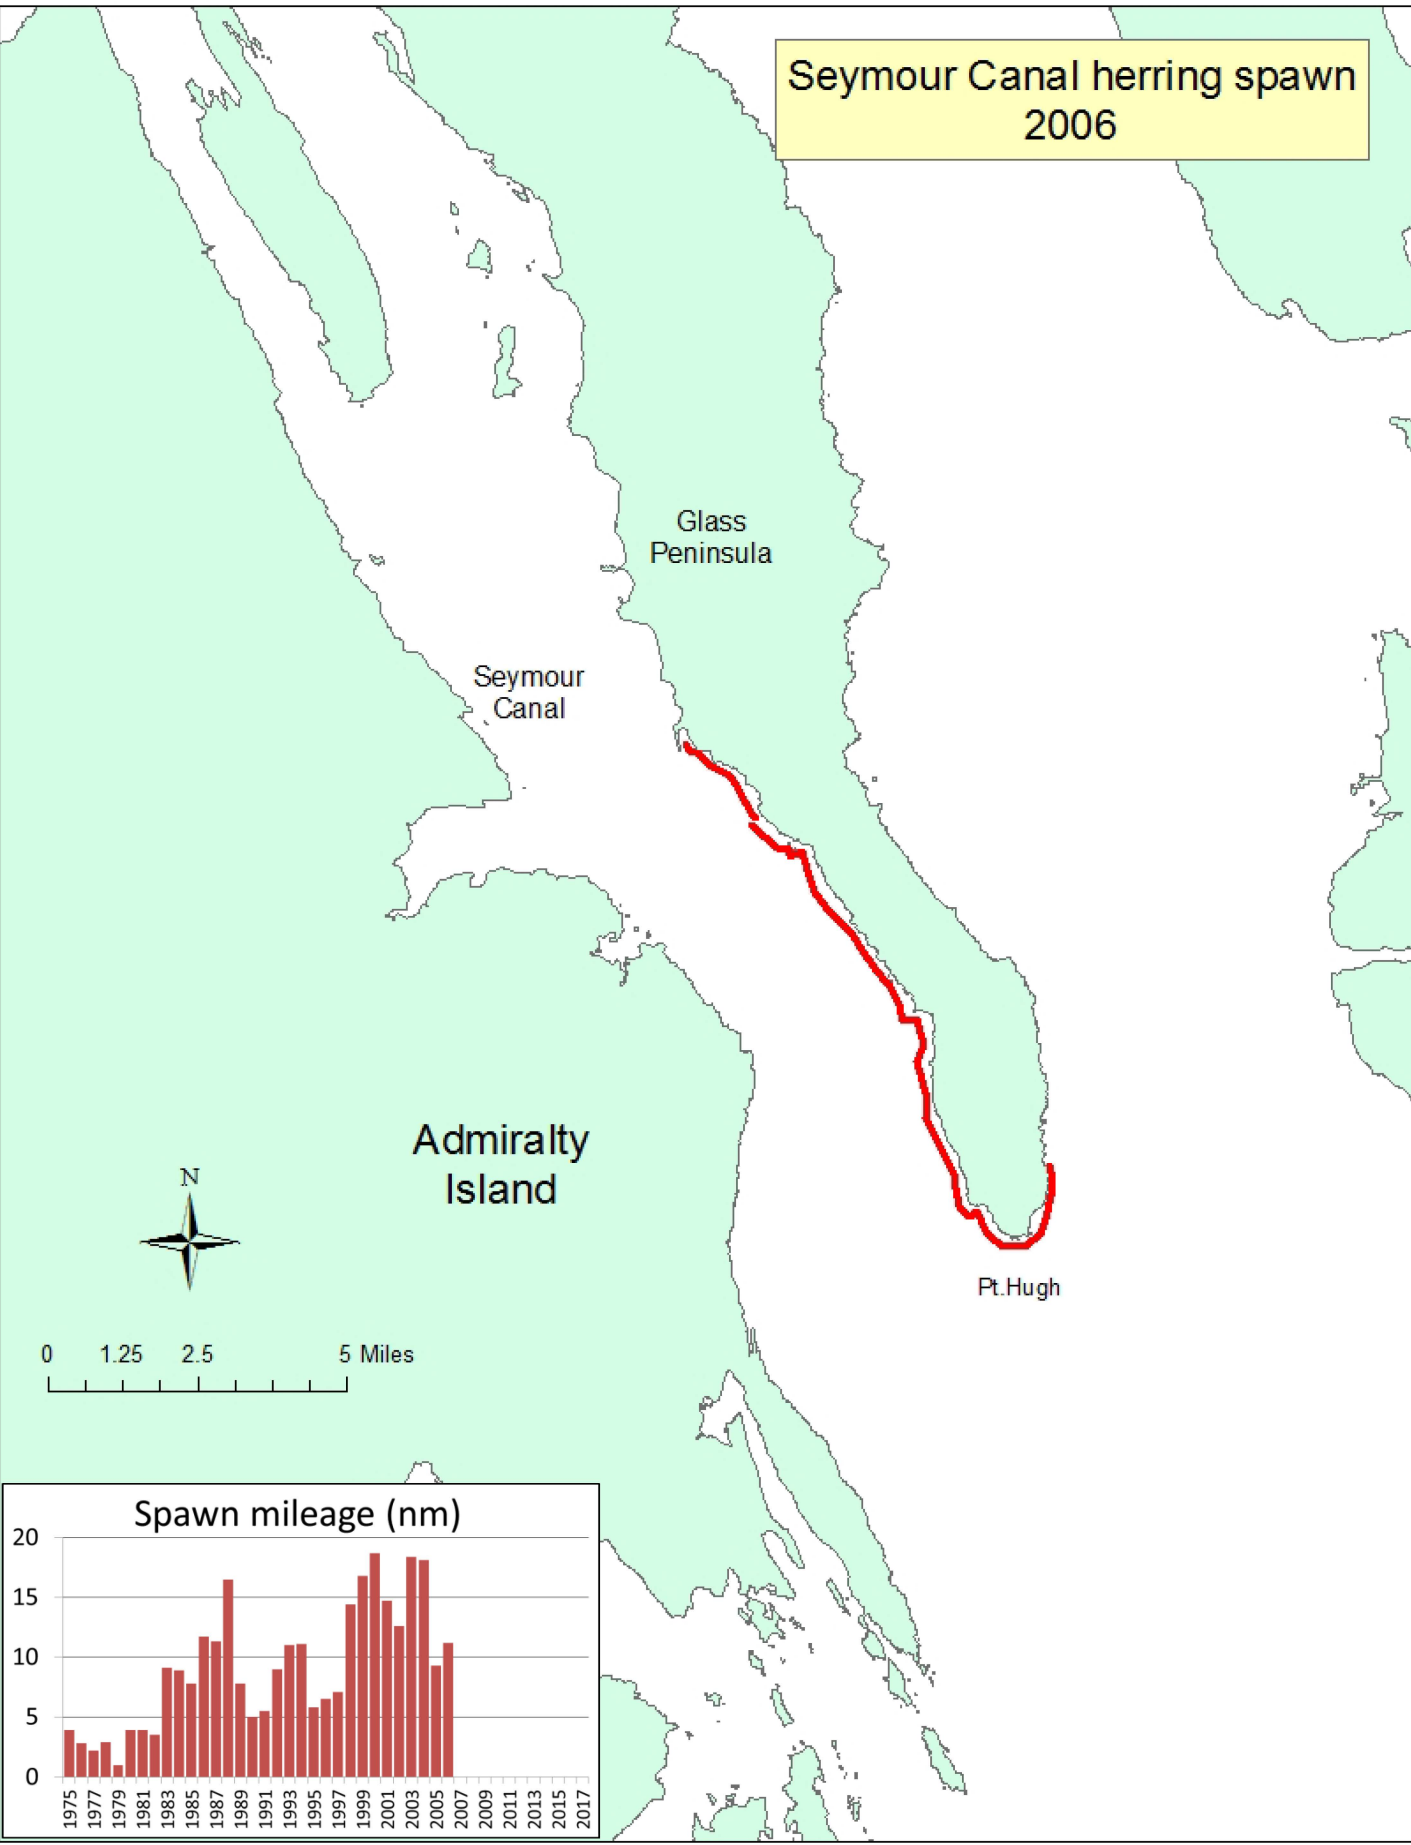 Seymour Canal herring spawn
2006
Glass
Peninsula
Seymour
Canal
Admiralty
Island
N
Pt.Hugh
0 1.25 2.5 5 Miles
Spawn mileage (nm)
20
15
10
5
0
1975 1977 1979 1981 1983 1985 1987 1989 1991 1993 1995 1997 1999 2001 2003 2005 2007 2009 2011 2013 2015 2017